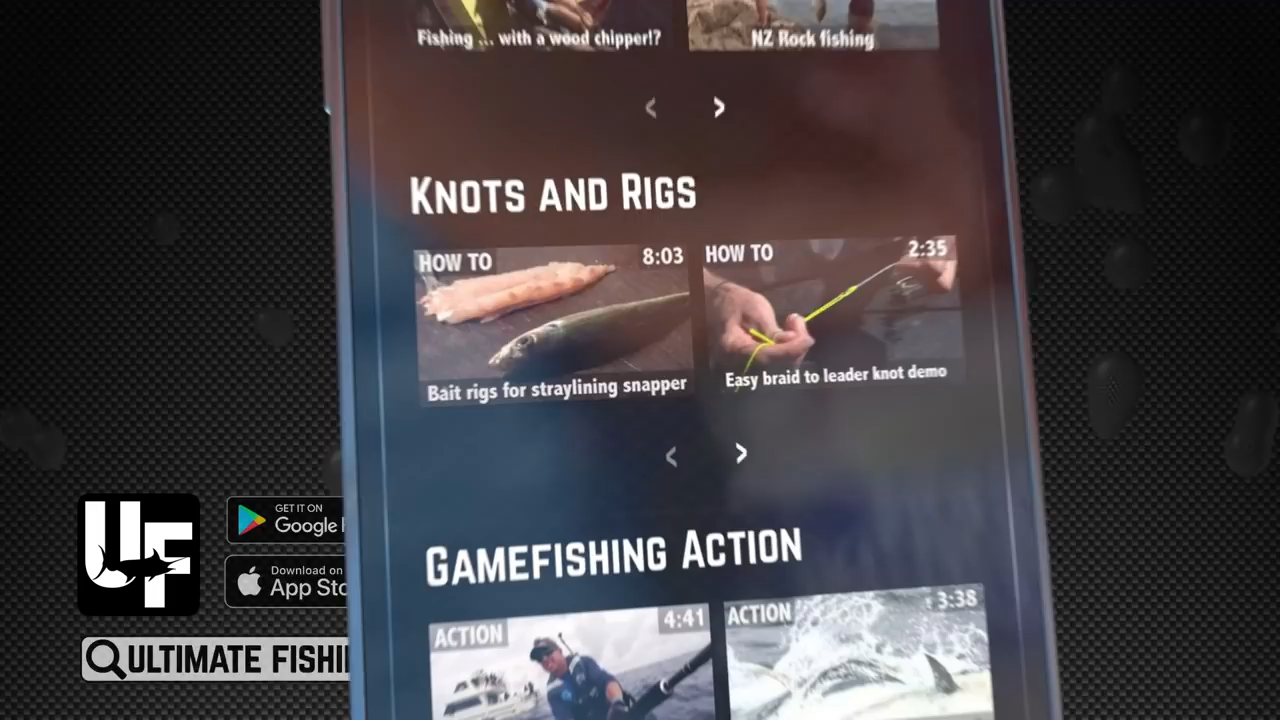 Fishing ... with a wood chipper!?
NZ Rock fishing
< >
KNOTS AND RIGS
HOW TO 8:03
HOW TO 2:35
Bait rigs for straylining snapper
Easy braid to leader knot demo
< >
GAMEFISHING ACTION
ACTION 4:41
ACTION 3:38
UF
GET IT ON
Google
Download on
App Sto
ULTIMATE FISHI